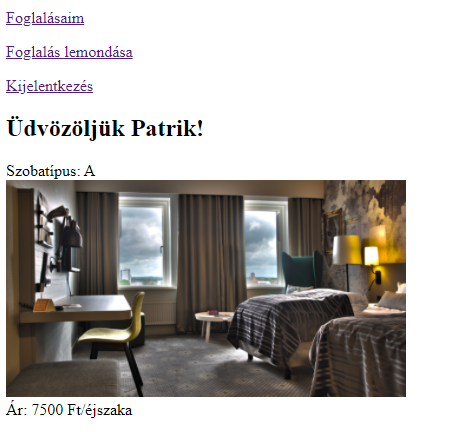 Foglalásaim
Foglalás lemondása
Kijelentkezés
Üdvözöljük Patrik!
Szobatípus: A
Ár: 7500 Ft/éjszaka